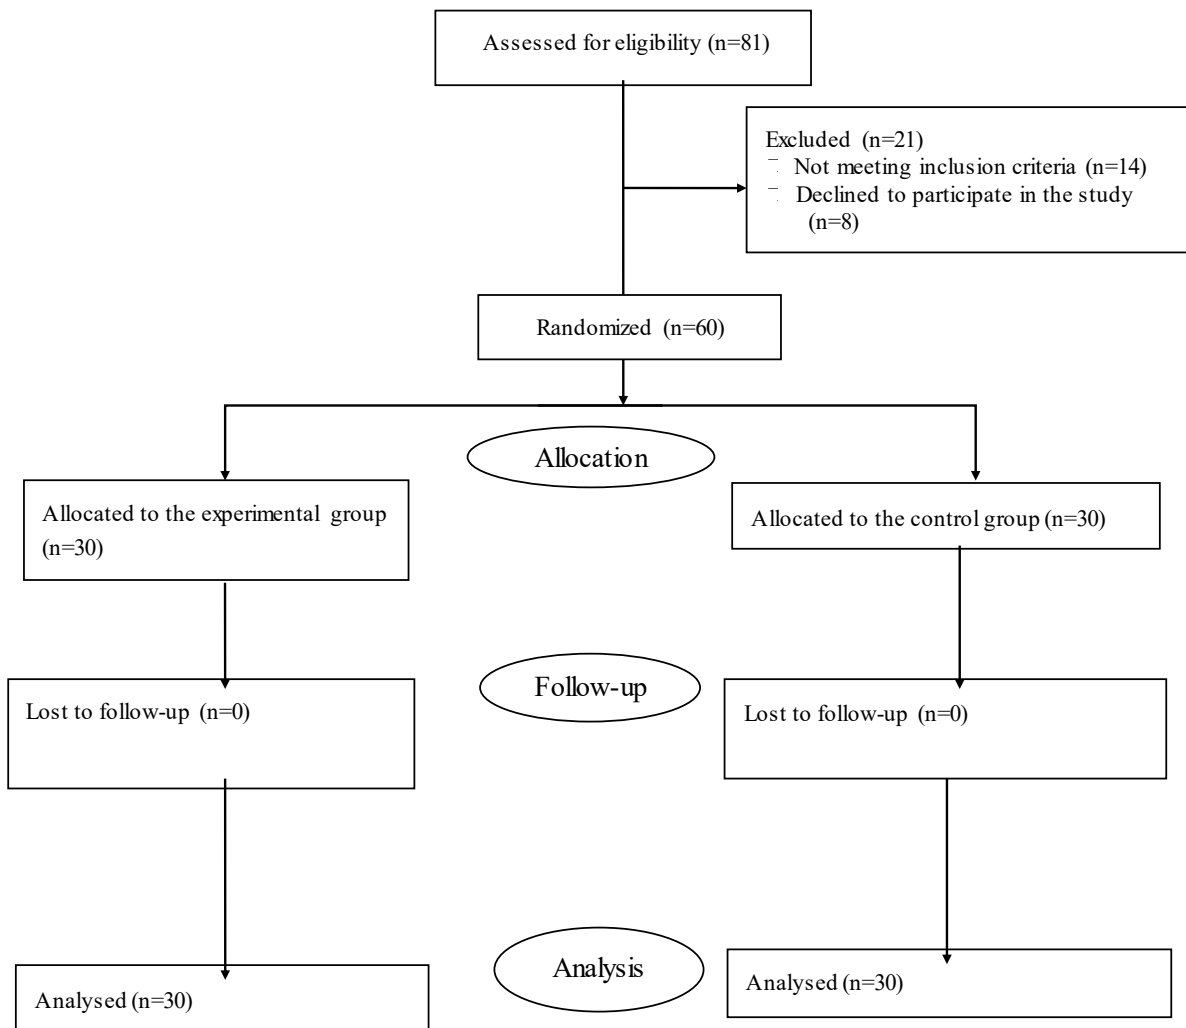 Assessed for eligibility (n=81)
Excluded (n=21)
Not meeting inclusion criteria (n=14)
Declined to participate in the study
(n=8)
Randomized (n=60)
Allocation
Allocated to the experimental group
(n=30)
Allocated to the control group (n=30)
Follow-up
Lost to follow-up (n=0)
Lost to follow-up (n=0)
Analysis
Analysed (n=30)
Analysed (n=30)